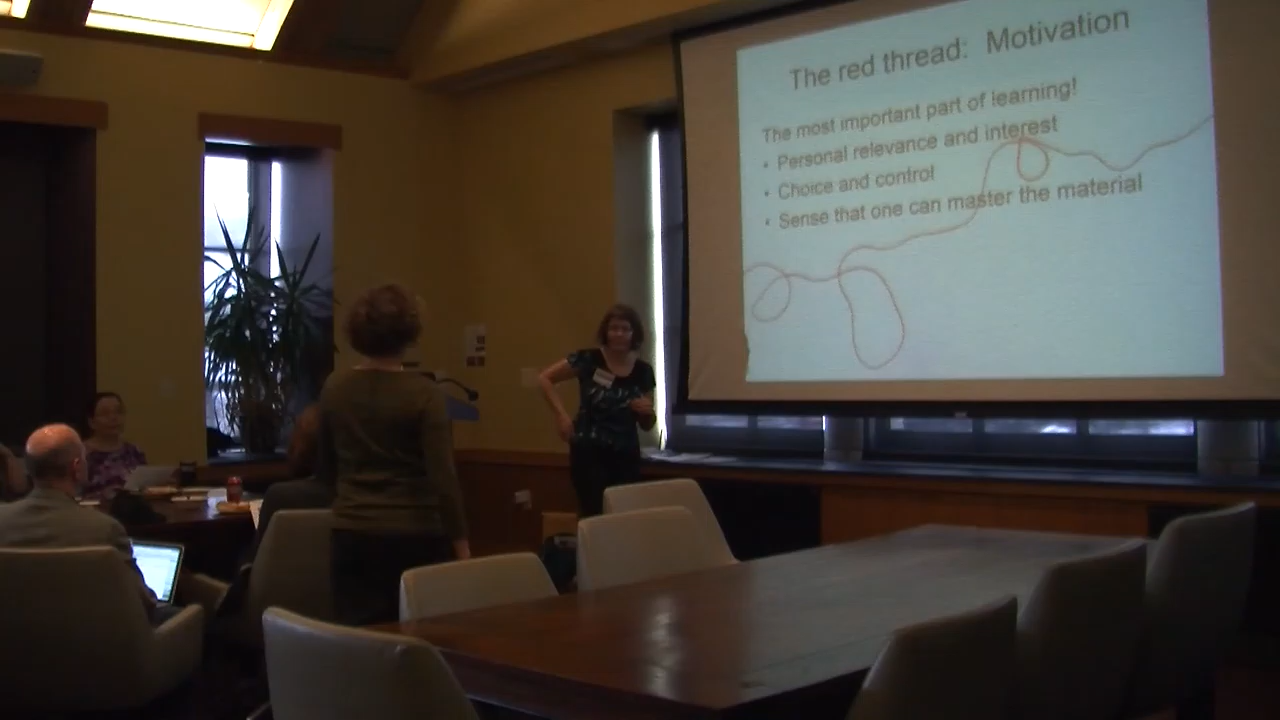 The red thread: Motivation
The most important part of learning!
• Personal relevance and interest
• Choice and control
• Sense that one can master the material